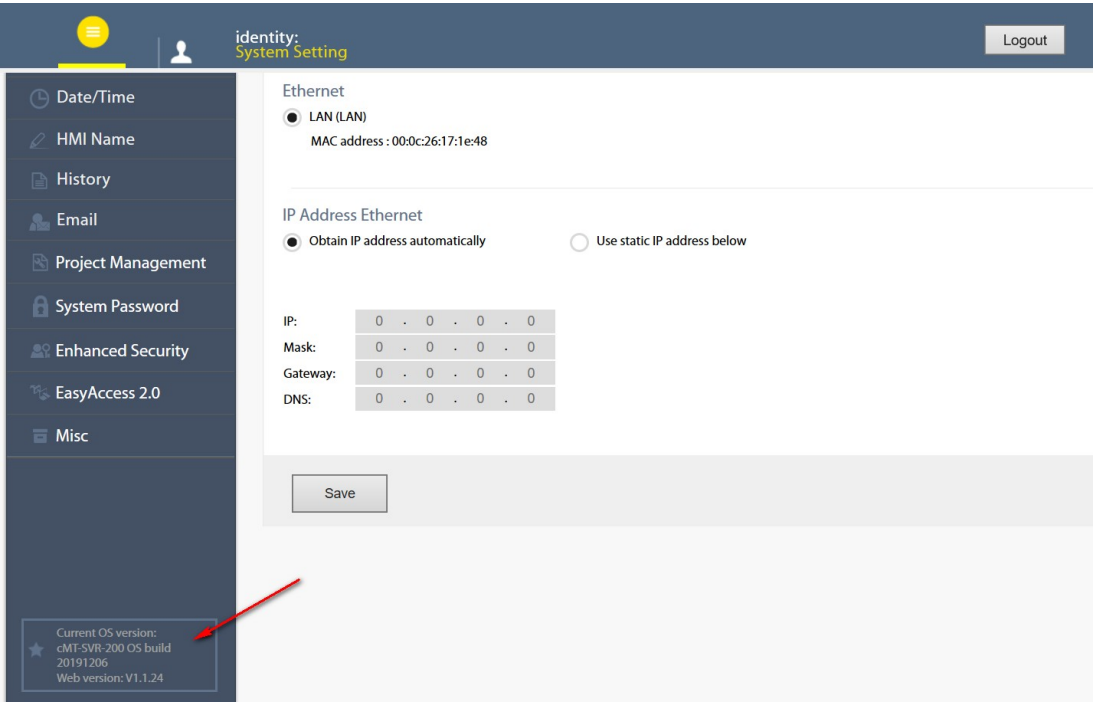 identity:
System Setting
Logout
Date/Time
HMI Name
History
Email
Project Management
System Password
Enhanced Security
EasyAccess 2.0
Misc
Current OS version:
cMT-SVR-200 OS build
20191206
Web version: V1.1.24
Ethernet
LAN (LAN)
MAC address : 00:0c:26:17:1e:48
IP Address Ethernet
Obtain IP address automatically Use static IP address below
IP: 0 . 0 . 0 . 0
Mask: 0 . 0 . 0 . 0
Gateway: 0 . 0 . 0 . 0
DNS: 0 . 0 . 0 . 0
Save